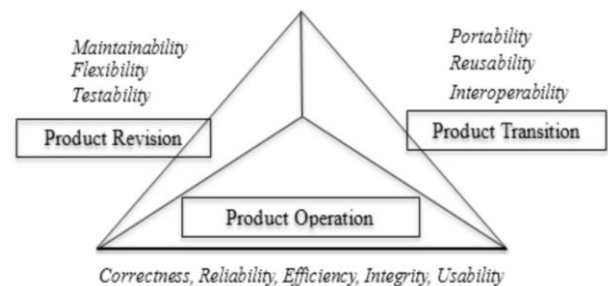 Maintainability
Flexibility
Testability
Product Revision
Portability
Reusability
Interoperability
Product Transition
Product Operation
Correctness, Reliability, Efficiency, Integrity, Usability